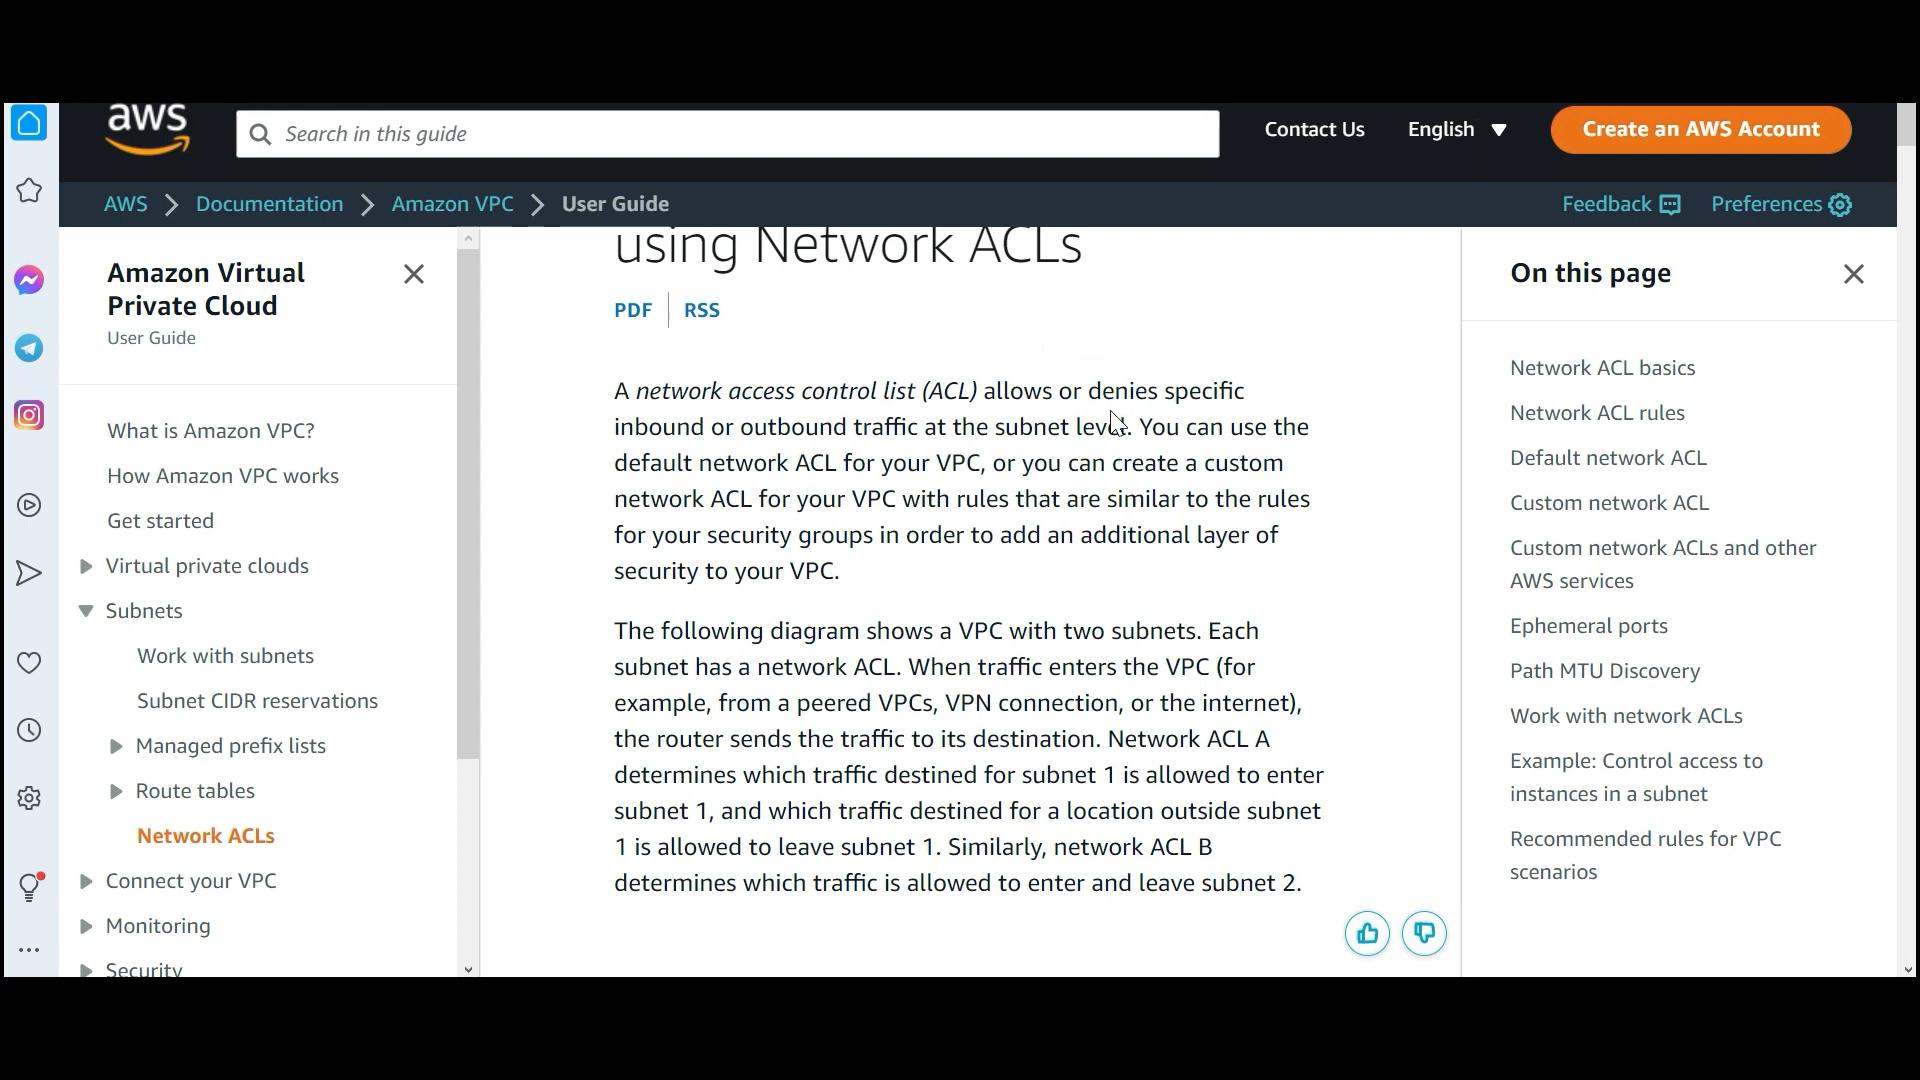 aws
Search in this guide
Contact Us
English
Create an AWS Account
AWS
Documentation
Amazon VPC
User Guide
Feedback
Preferences
Amazon Virtual
Private Cloud
User Guide
What is Amazon VPC?
How Amazon VPC works
Get started
Virtual private clouds
Subnets
Work with subnets
Subnet CIDR reservations
Managed prefix lists
Route tables
Network ACLs
Connect your VPC
Monitoring
Security
using Network ACLs
PDF
RSS
A network access control list (ACL) allows or denies specific
inbound or outbound traffic at the subnet level. You can use the
default network ACL for your VPC, or you can create a custom
network ACL for your VPC with rules that are similar to the rules
for your security groups in order to add an additional layer of
security to your VPC.
The following diagram shows a VPC with two subnets. Each
subnet has a network ACL. When traffic enters the VPC (for
example, from a peered VPCs, VPN connection, or the internet),
the router sends the traffic to its destination. Network ACL A
determines which traffic destined for subnet 1 is allowed to enter
subnet 1, and which traffic destined for a location outside subnet
1 is allowed to leave subnet 1. Similarly, network ACL B
determines which traffic is allowed to enter and leave subnet 2.
On this page
Network ACL basics
Network ACL rules
Default network ACL
Custom network ACL
Custom network ACLs and other
AWS services
Ephemeral ports
Path MTU Discovery
Work with network ACLs
Example: Control access to
instances in a subnet
Recommended rules for VPC
scenarios